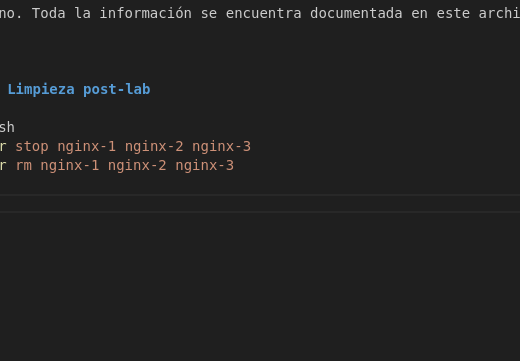 no. Toda la información se encuentra documentada en este archi
Limpieza post-lab
sh
r stop nginx-1 nginx-2 nginx-3
r rm nginx-1 nginx-2 nginx-3